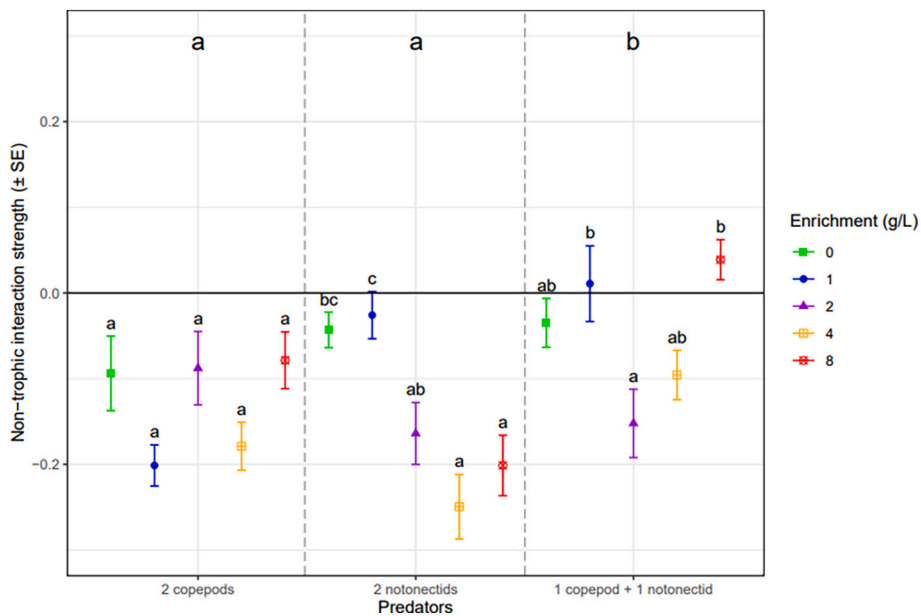 a a b
0.2
0.0
−0.2
Non-trophic interaction strength (± SE)
a
a
a
a
a
bc
c
ab
a
a
ab
b
a
ab
b
2 copepods 2 notonectids 1 copepod + 1 notonectid
Predators
Enrichment (g/L)
0
1
2
4
8